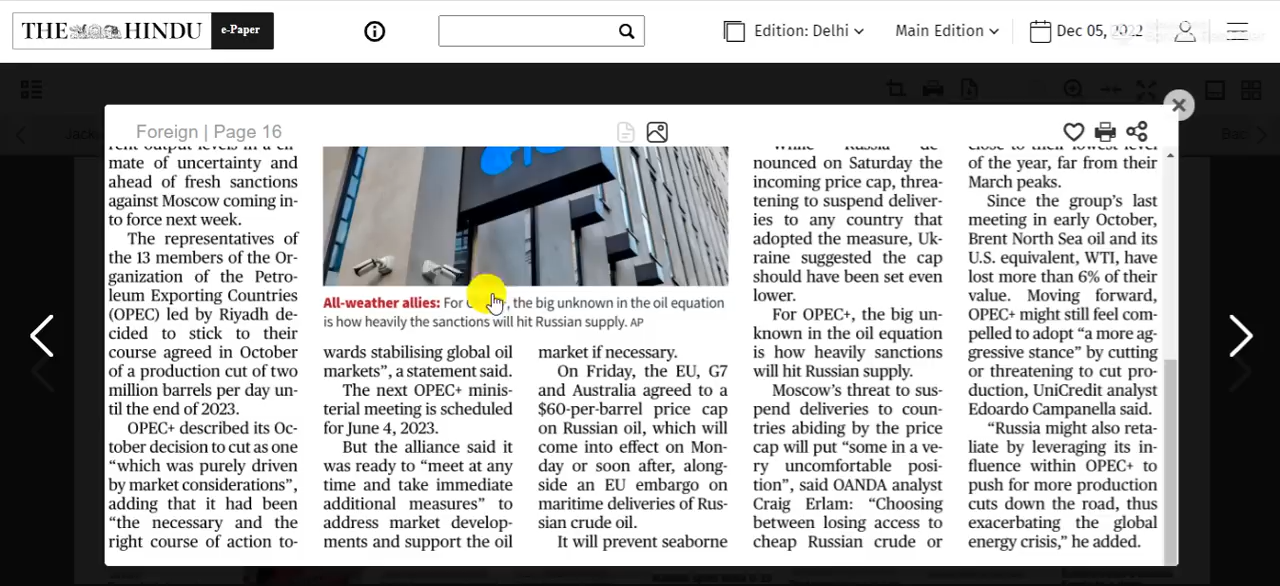 THE HINDU e-Paper
Edition: Delhi
Main Edition
Dec 05, 2022
Foreign | Page 16
mate of uncertainty and
ahead of fresh sanctions
against Moscow coming in-
to force next week.
The representatives of
the 13 members of the Or-
ganization of the Petro-
leum Exporting Countries
(OPEC) led by Riyadh de-
cided to stick to their
course agreed in October
of a production cut of two
million barrels per day un-
til the end of 2023.
OPEC+ described its Oc-
tober decision to cut as one
“which was purely driven
by market considerations”,
adding that it had been
“the necessary and the
right course of action to-
All-weather allies: For , the big unknown in the oil equation
is how heavily the sanctions will hit Russian supply. AP
wards stabilising global oil
markets”, a statement said.
The next OPEC+ minis-
terial meeting is scheduled
for June 4, 2023.
But the alliance said it
was ready to “meet at any
time and take immediate
additional measures” to
address market develop-
ments and support the oil
market if necessary.
On Friday, the EU, G7
and Australia agreed to a
$60-per-barrel price cap
on Russian oil, which will
come into effect on Mon-
day or soon after, along-
side an EU embargo on
maritime deliveries of Rus-
sian crude oil.
It will prevent seaborne
While Russia de-
nounced on Saturday the
incoming price cap, threa-
tening to suspend deliver-
ies to any country that
adopted the measure, Uk-
raine suggested the cap
should have been set even
lower.
For OPEC+, the big un-
known in the oil equation
is how heavily sanctions
will hit Russian supply.
Moscow’s threat to sus-
pend deliveries to coun-
tries abiding by the price
cap will put “some in a ve-
ry uncomfortable posi-
tion”, said OANDA analyst
Craig Erlam: “Choosing
between losing access to
cheap Russian crude or
close to their lowest level
of the year, far from their
March peaks.
Since the group’s last
meeting in early October,
Brent North Sea oil and its
U.S. equivalent, WTI, have
lost more than 6% of their
value. Moving forward,
OPEC+ might still feel com-
pelled to adopt “a more ag-
gressive stance” by cutting
or threatening to cut pro-
duction, UniCredit analyst
Edoardo Campanella said.
“Russia might also reta-
liate by leveraging its in-
fluence within OPEC+ to
push for more production
cuts down the road, thus
exacerbating the global
energy crisis,” he added.